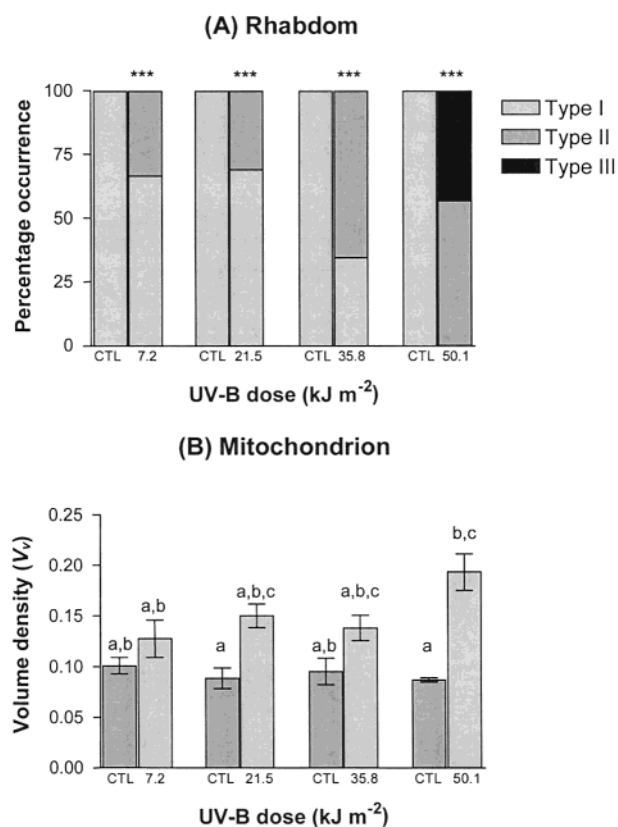 (A) Rhabdom
*** *** *** ***
100
75
50
25
0
Percentage occurrence
Type I
Type II
Type III
CTL 7.2 CTL 21.5 CTL 35.8 CTL 50.1
UV-B dose (kJ m-2)
(B) Mitochondrion
0.25
0.20
0.15
0.10
0.05
0.00
Volume density (Vv)
a,b a,b a a,b,c a,b a,b,c a b,c
CTL 7.2 CTL 21.5 CTL 35.8 CTL 50.1
UV-B dose (kJ m-2)